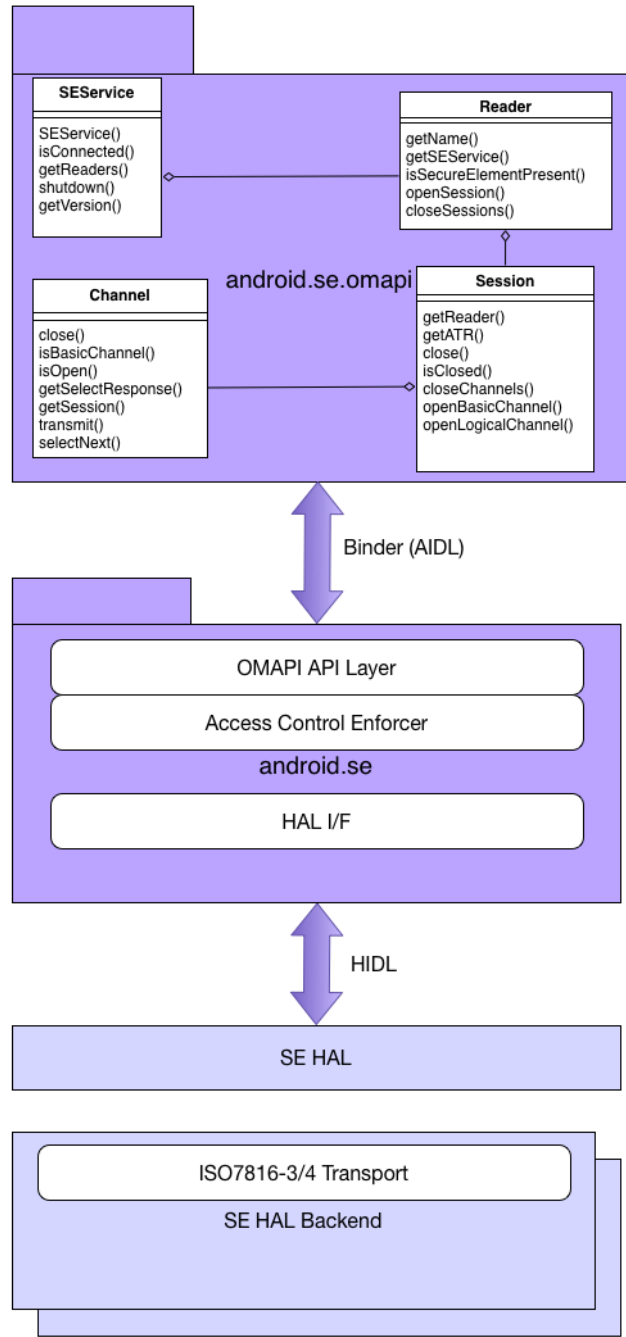 SEService
SEService()
isConnected()
getReaders()
shutdown()
getVersion()
Reader
getName()
getSEService()
isSecureElementPresent()
openSession()
closeSessions()
android.se.omapi
Channel
close()
isBasicChannel()
isOpen()
getSelectResponse()
getSession()
transmit()
selectNext()
Session
getReader()
getATR()
close()
isClosed()
closeChannels()
openBasicChannel()
openLogicalChannel()
Binder (AIDL)
OMAPI API Layer
Access Control Enforcer
android.se
HAL I/F
HIDL
SE HAL
ISO7816-3/4 Transport
SE HAL Backend